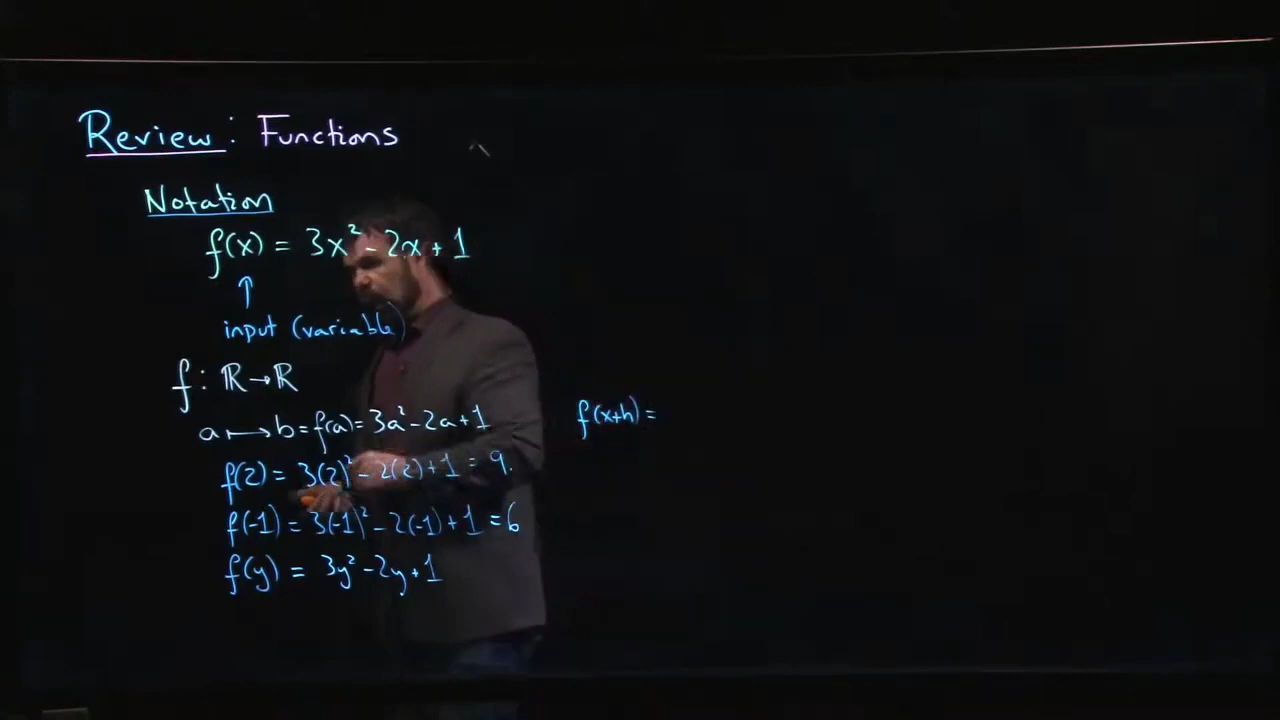 Review: Functions
Notation
f(x) = 3x² - 2x + 1
↑
input (variable)
f: ℝ→ℝ
a ⟼ b = f(a) = 3a² - 2a + 1
f(2) = 3(2)² - 2(2) + 1 = 9.
f(-1) = 3(-1)² - 2(-1) + 1 = 6
f(y) = 3y² - 2y + 1
f(x+h) =